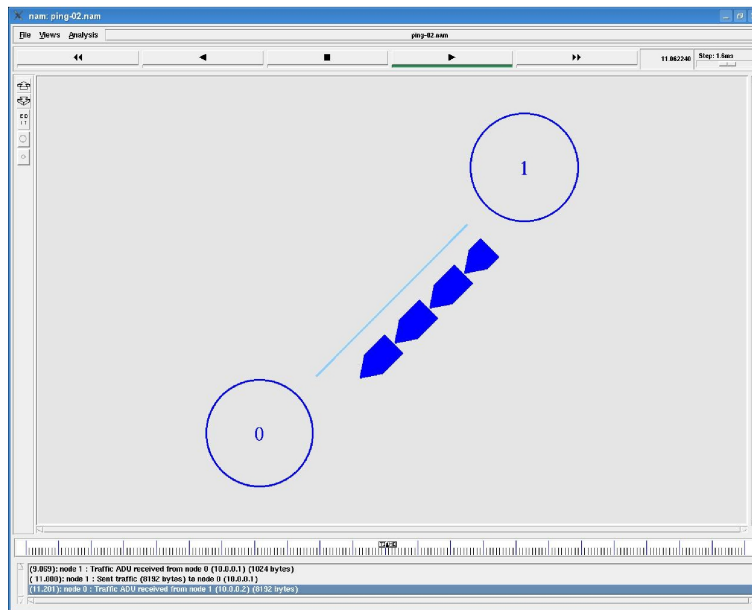 nam: ping-02.nam
File Views Analysis ping-02.nam
11.062240 Step: 1.6ms
ED
IT
1
0
(9.069): node 1 : Traffic ADU received from node 0 (10.0.0.1) (1024 bytes)
( 11.000): node 1 : Sent traffic (8192 bytes) to node 0 (10.0.0.1)
(11.201): node 0 : Traffic ADU received from node 1 (10.0.0.2) (8192 bytes)